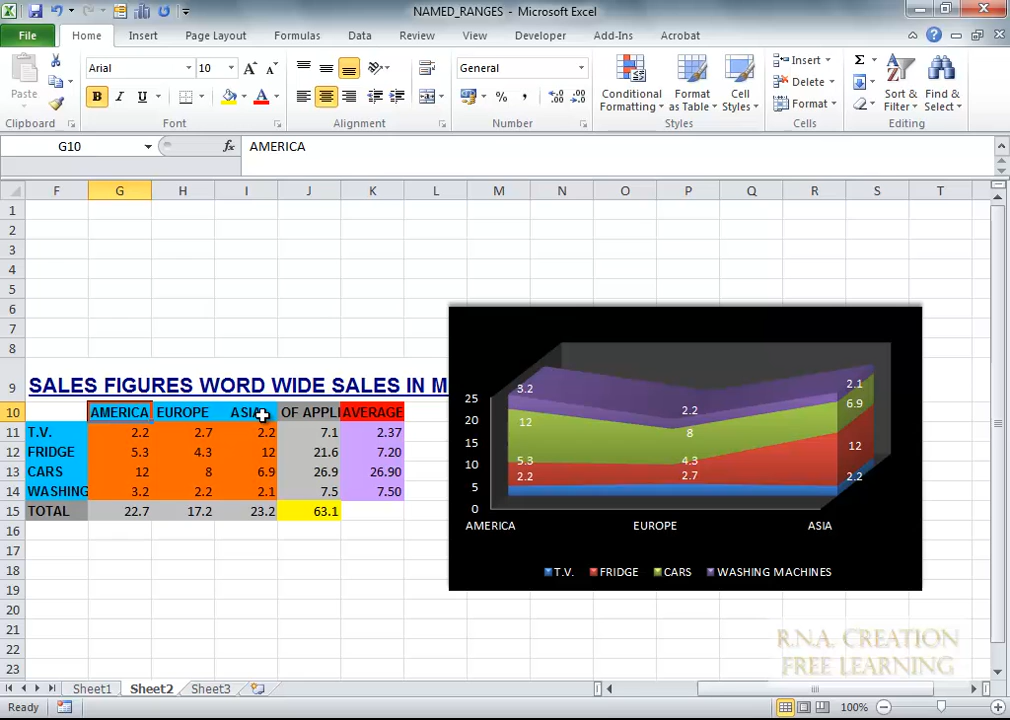 NAMED_RANGES - Microsoft Excel
File Home Insert Page Layout Formulas Data Review View Developer Add-Ins Acrobat
Paste Arial 10 General Conditional Formatting Format as Table Cell Styles Insert Delete Format Sort & Filter Find & Select
Clipboard Font Alignment Number Styles Cells Editing
G10 fx AMERICA
F G H I J K L M N O P Q R S T
1
2
3
4
5
6
7
8
9 SALES FIGURES WORD WIDE SALES IN M
10 AMERICA EUROPE ASIA OF APPLI AVERAGE
11 T.V. 2.2 2.7 2.2 7.1 2.37
12 FRIDGE 5.3 4.3 12 21.6 7.20
13 CARS 12 8 6.9 26.9 26.90
14 WASHING 3.2 2.2 2.1 7.5 7.50
15 TOTAL 22.7 17.2 23.2 63.1
16
17
18
19
20
21
22
23
25
20
15
10
5
0
3.2 2.2 2.1
12 8 6.9
5.3 4.3 12
2.2 2.7 2.2
AMERICA EUROPE ASIA
T.V. FRIDGE CARS WASHING MACHINES
R.N.A. CREATION
FREE LEARNING
Sheet1 Sheet2 Sheet3
Ready 100%